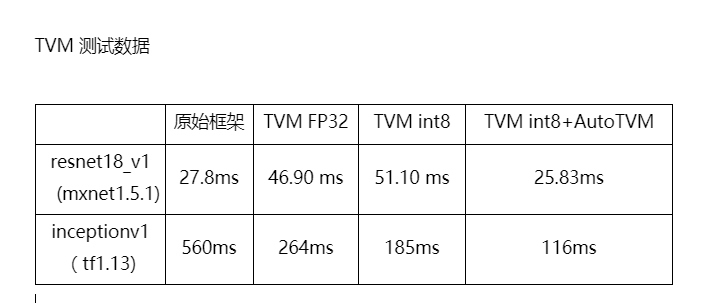 TVM 测试数据
原始框架 TVM FP32 TVM int8 TVM int8+AutoTVM
resnet18_v1
(mxnet1.5.1) 27.8ms 46.90 ms 51.10 ms 25.83ms
inceptionv1
( tf1.13) 560ms 264ms 185ms 116ms